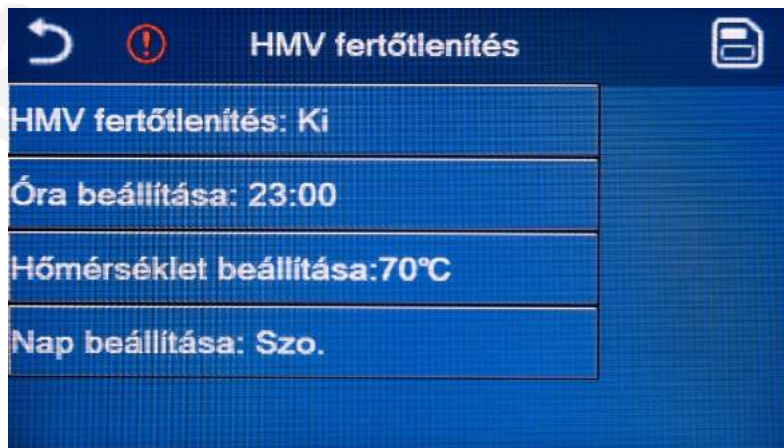 HMV fertőtlenítés
HMV fertőtlenítés: Ki
Óra beállítása: 23:00
Hőmérséklet beállítása:70℃
Nap beállítása: Szo.